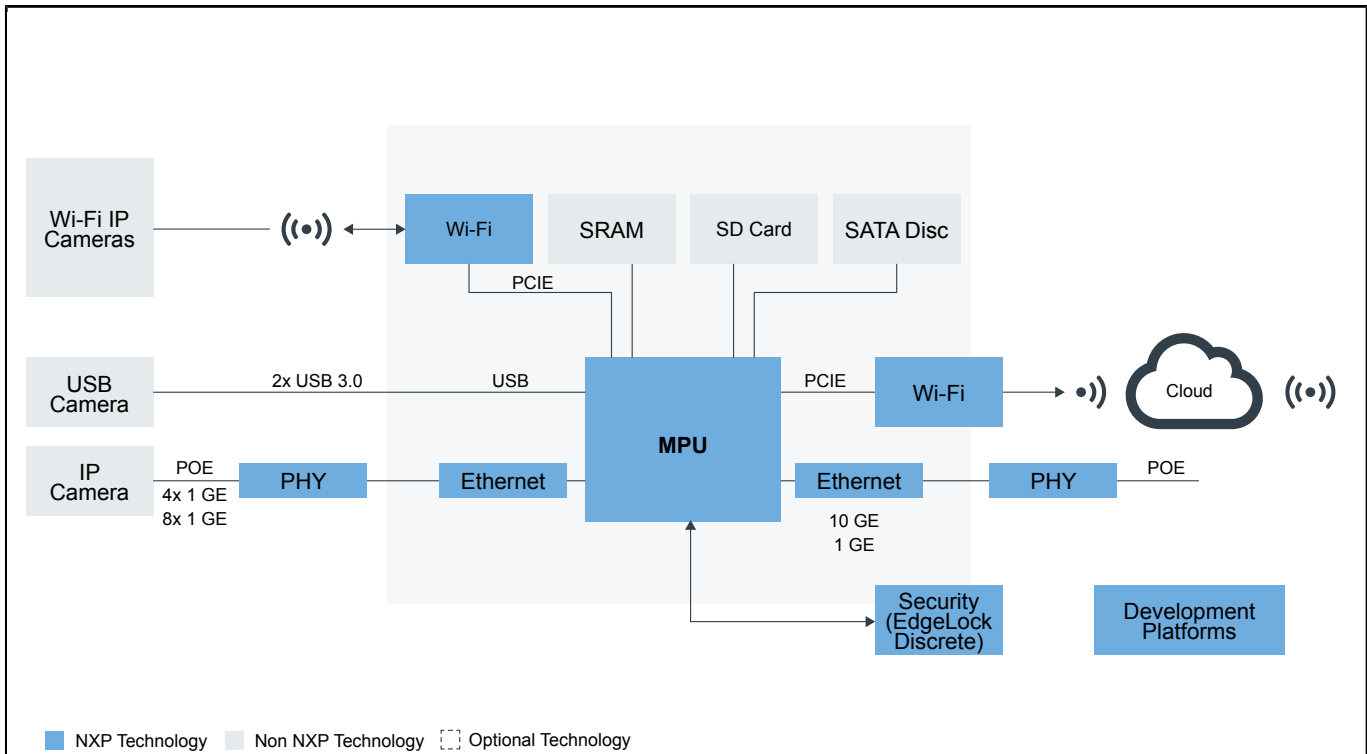 Wi-Fi IP
Cameras
Wi-Fi
SRAM
SD Card
SATA Disc
PCIE
USB
Camera
2x USB 3.0
USB
MPU
PCIE
Wi-Fi
Cloud
IP
Camera
POE
4x 1 GE
8x 1 GE
PHY
Ethernet
Ethernet
10 GE
1 GE
PHY
POE
Security
(EdgeLock
Discrete)
Development
Platforms
NXP Technology
Non NXP Technology
Optional Technology